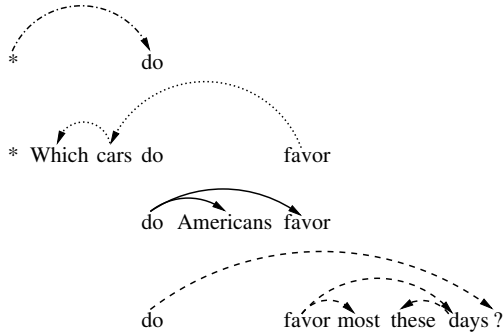 * do
* Which cars do favor
do Americans favor
do favor most these days ?